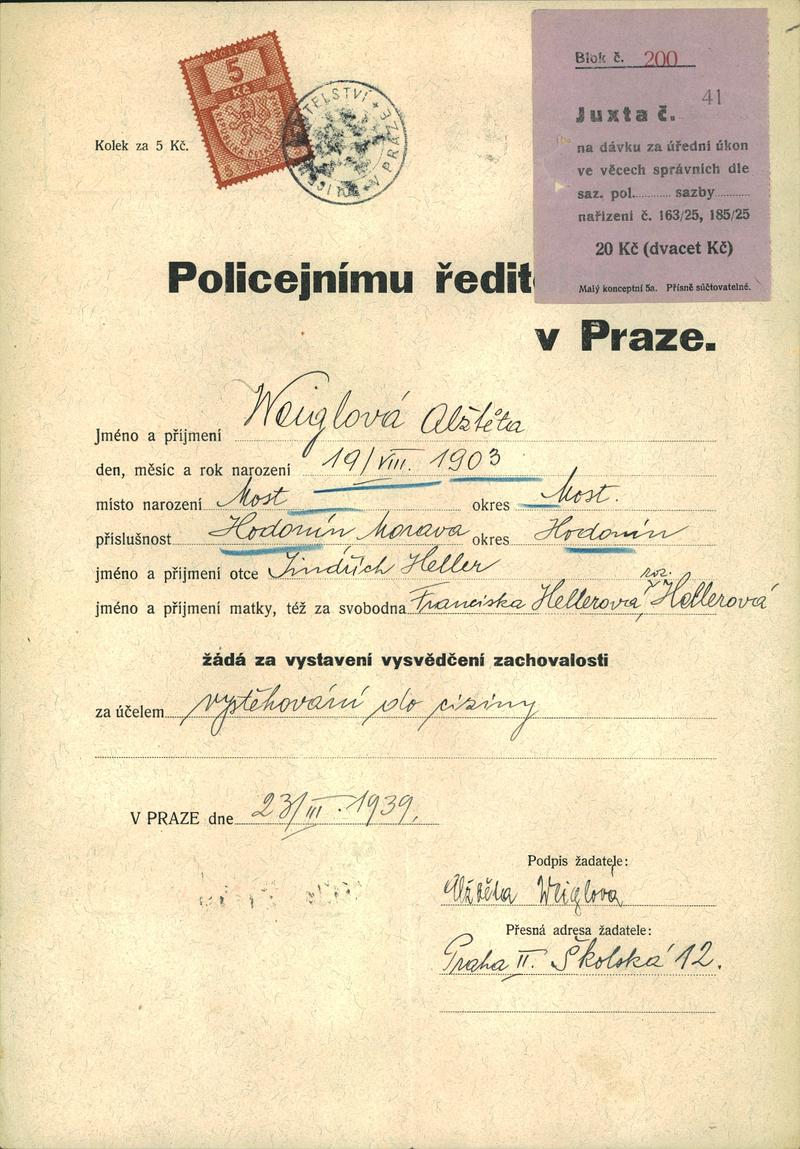 5
Kč
Kolek za 5 Kč.
Blok č. 200
41
Juxta č.
na dávku za úřední úkon
ve věcech správních dle
saz. pol.......... sazby..........
nařízení č. 163/25, 185/25
20 Kč (dvacet Kč)
Malý konceptní 5a. Přísně súčtovatelné.
Policejnímu ředit
v Praze.
Jméno a příjmení Weiglová Alžběta
den, měsíc a rok narození 19/VIII. 1903
místo narození Most okres Most.
příslušnost Hodonín Morava okres Hodonín
jméno a příjmení otce Jindřich Heller
jméno a příjmení matky, též za svobodna Franciska Hellerová, roz. Hellerová
žádá za vystavení vysvědčení zachovalosti
za účelem vystěhování do ciziny
V PRAZE dne 23/III. 1939.
Podpis žadatele:
Alžběta Weiglová
Přesná adresa žadatele:
Praha II. Školská 12.